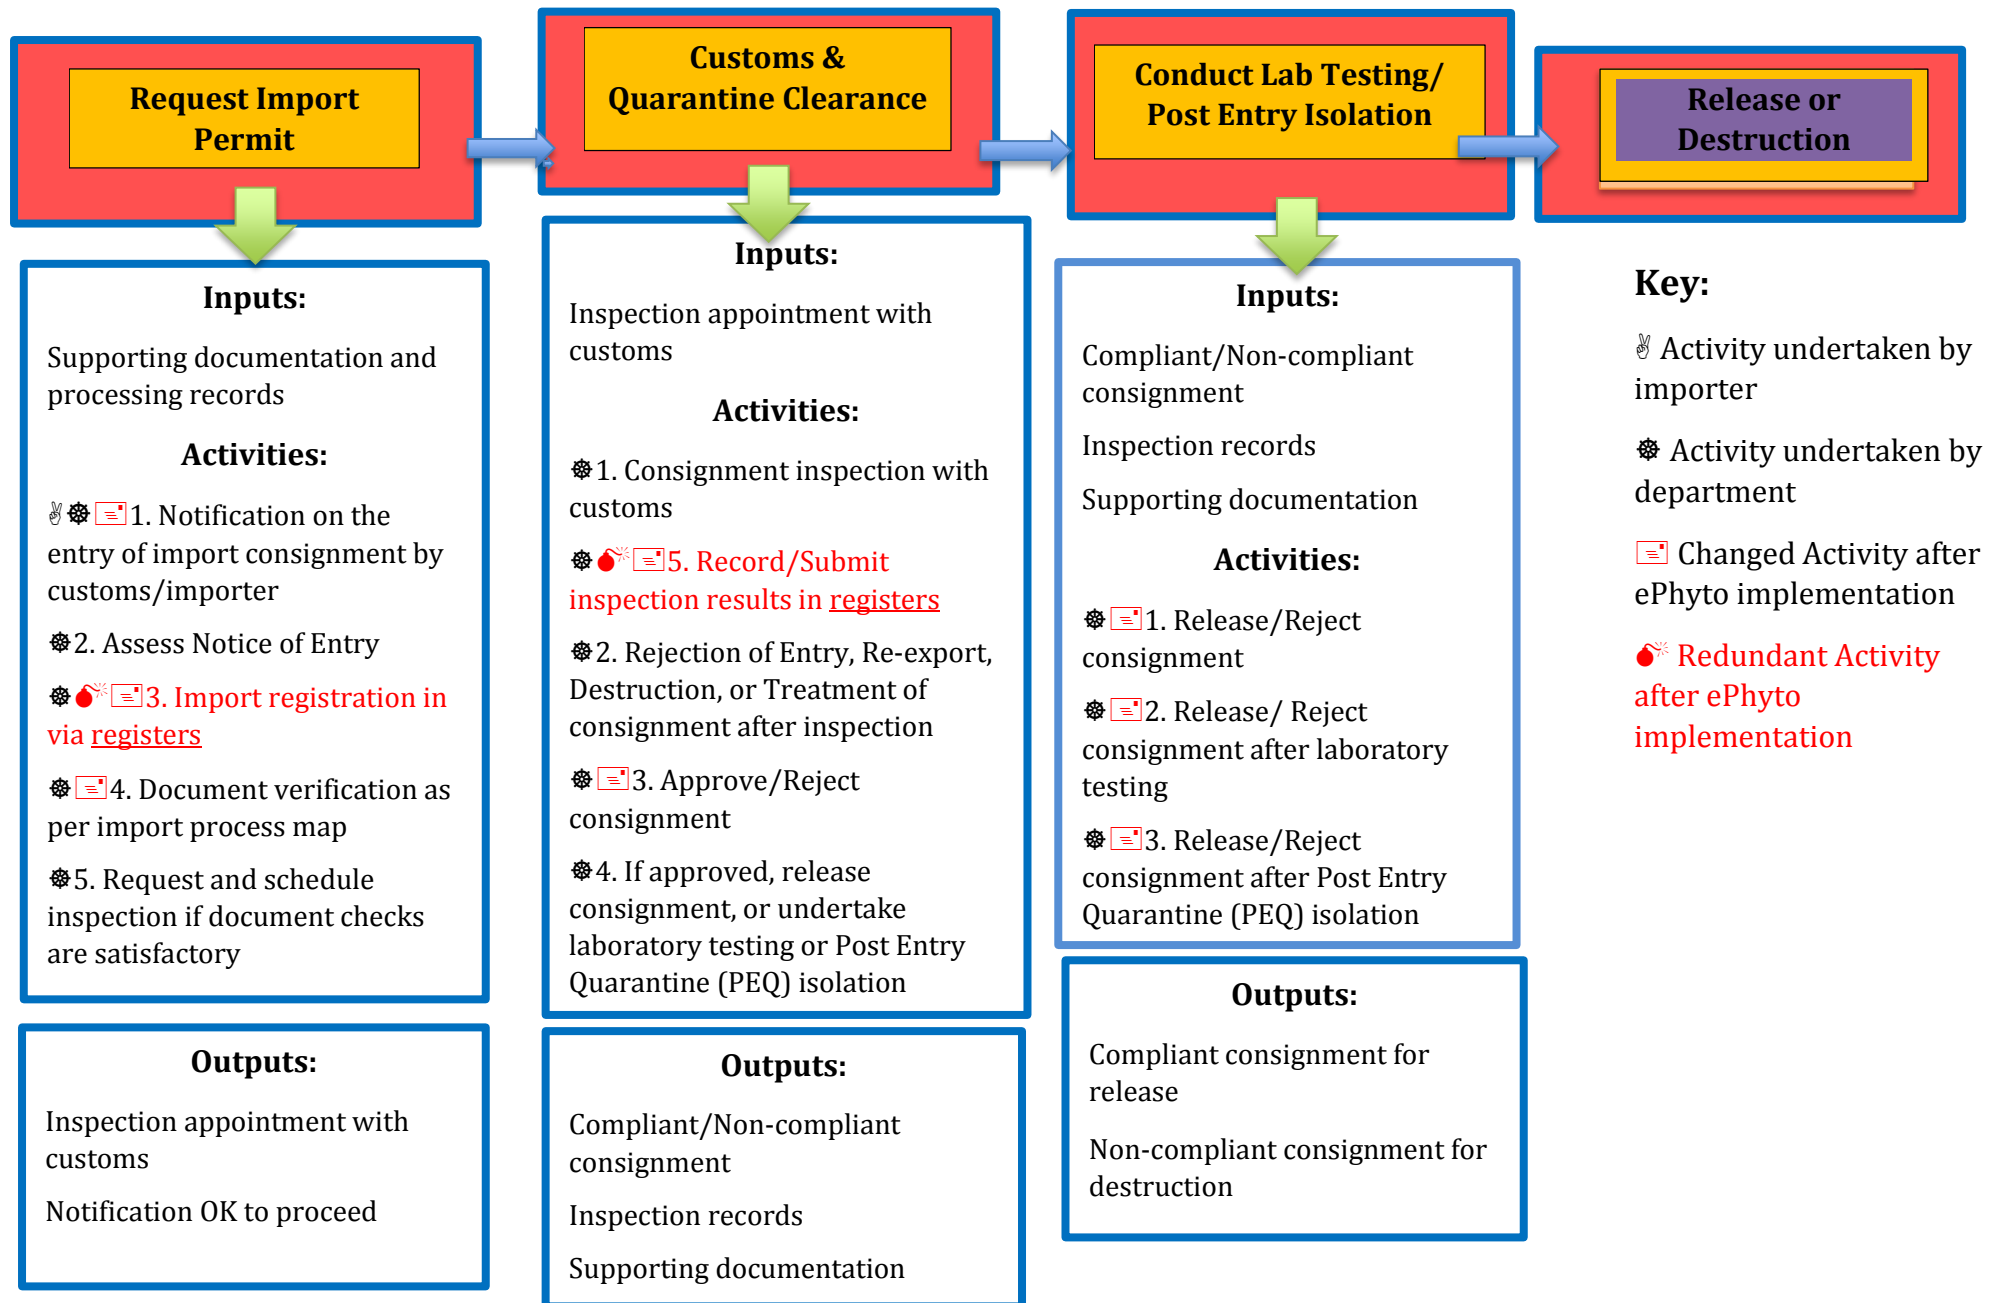 Request Import
Permit
Customs &
Quarantine Clearance
Conduct Lab Testing/
Post Entry Isolation
Release or
Destruction
Inputs:
Supporting documentation and
processing records
Activities:
✌☸🖃1. Notification on the
entry of import consignment by
customs/importer
☸2. Assess Notice of Entry
☸💣🖃3. Import registration in
via registers
☸🖃4. Document verification as
per import process map
☸5. Request and schedule
inspection if document checks
are satisfactory
Outputs:
Inspection appointment with
customs
Notification OK to proceed
Inputs:
Inspection appointment with
customs
Activities:
☸1. Consignment inspection with
customs
☸💣🖃5. Record/Submit
inspection results in registers
☸2. Rejection of Entry, Re-export,
Destruction, or Treatment of
consignment after inspection
☸🖃3. Approve/Reject
consignment
☸4. If approved, release
consignment, or undertake
laboratory testing or Post Entry
Quarantine (PEQ) isolation
Outputs:
Compliant/Non-compliant
consignment
Inspection records
Supporting documentation
Inputs:
Compliant/Non-compliant
consignment
Inspection records
Supporting documentation
Activities:
☸🖃1. Release/Reject
consignment
☸🖃2. Release/ Reject
consignment after laboratory
testing
☸🖃3. Release/Reject
consignment after Post Entry
Quarantine (PEQ) isolation
Outputs:
Compliant consignment for
release
Non-compliant consignment for
destruction
Key:
✌ Activity undertaken by
importer
☸ Activity undertaken by
department
🖃 Changed Activity after
ePhyto implementation
💣 Redundant Activity
after ePhyto
implementation